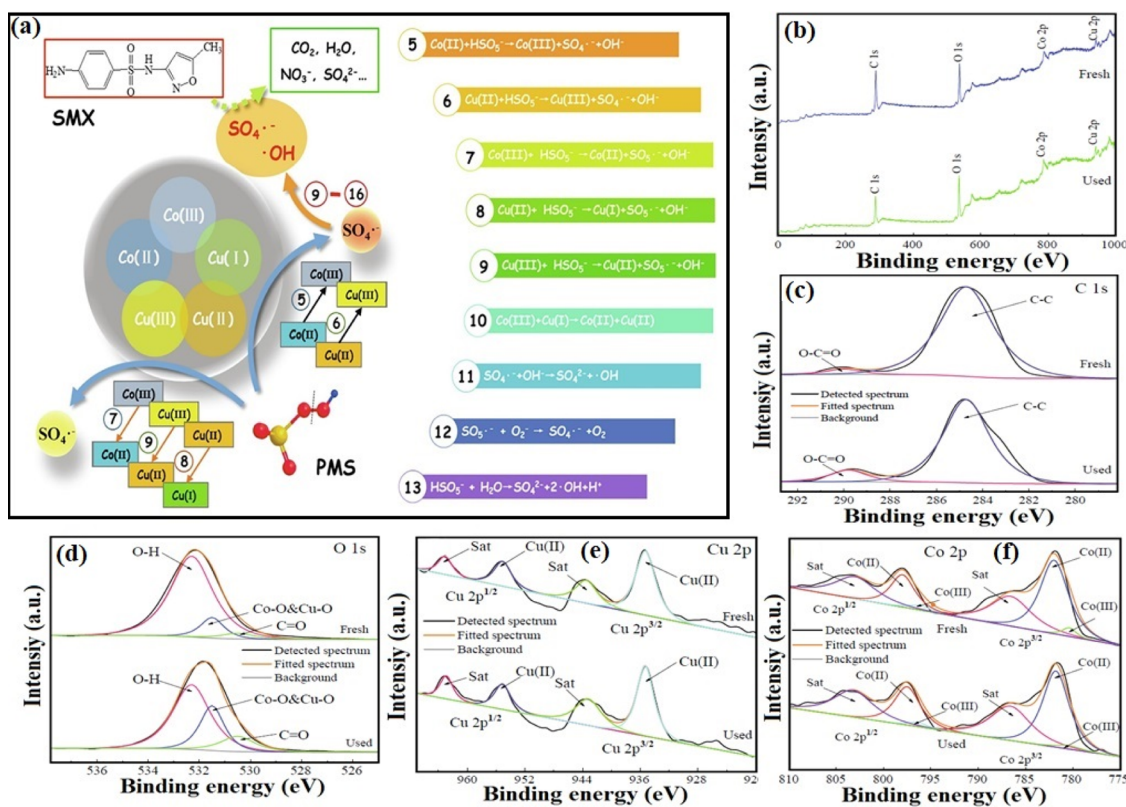 (a)
H₂N
S
O
O
NH
N
O
CH₃
SMX
CO₂, H₂O,
NO₃⁻, SO₄²⁻...
SO₄·⁻
·OH
9 - 16
SO₄·⁻
Co(III)
Co(II)
Cu(I)
Cu(III)
Cu(II)
Co(III)
5
Cu(III)
Co(II)
6
Cu(II)
SO₄·⁻
Co(III)
7
Cu(III)
Co(II)
9
Cu(II)
Cu(II)
8
Cu(I)
PMS
5 Co(II)+HSO₅⁻→Co(III)+SO₄·⁻+OH⁻
6 Cu(II)+HSO₅⁻→Cu(III)+SO₄·⁻+OH⁻
7 Co(III)+ HSO₅⁻→Co(II)+SO₅·⁻+OH⁻
8 Cu(II)+ HSO₅⁻→Cu(I)+SO₅·⁻+OH⁻
9 Cu(III)+ HSO₅⁻→Cu(II)+SO₅·⁻+OH⁻
10 Co(III)+Cu(I)→Co(II)+Cu(II)
11 SO₄·⁻+OH⁻→SO₄²⁻+·OH
12 SO₅·⁻ + O₂⁻→ SO₄·⁻+O₂
13 HSO₅⁻ + H₂O→SO₄²⁻+2·OH+H⁺
(b)
Intensiy (a.u.)
C 1s
O 1s
Co 2p
Cu 2p
Fresh
C 1s
O 1s
Co 2p
Cu 2p
Used
0 200 400 600 800 1000
Binding energy (eV)
(c)
C 1s
Intensiy (a.u.)
C-C
O-C=O
Fresh
Detected spectrum
Fitted spectrum
Background
C-C
O-C=O
Used
292 290 288 286 284 282 280
Binding energy (eV)
(d)
O 1s
Intensiy (a.u.)
O-H
Co-O&Cu-O
C=O
Fresh
Detected spectrum
Fitted spectrum
Background
O-H
Co-O&Cu-O
C=O
Used
536 534 532 530 528 526
Binding energy (eV)
(e)
Cu 2p
Intensiy (a.u.)
Sat
Cu(II)
Sat
Cu(II)
Cu 2p¹/²
Cu 2p³/²
Fresh
Detected spectrum
Fitted spectrum
Background
Sat
Cu(II)
Sat
Cu(II)
Cu 2p¹/²
Cu 2p³/²
Used
960 952 944 936 928 92
Binding energy (eV)
Co 2p
(f)
Intensiy (a.u.)
Sat
Co(II)
Co(III)
Sat
Co(II)
Co(III)
Co 2p¹/²
Fresh
Co 2p³/²
Detected spectrum
Fitted spectrum
Background
Sat
Co(II)
Co(III)
Sat
Co(II)
Co(III)
Co 2p¹/²
Used
Co 2p³/²
810 805 800 795 790 785 780 775
Binding energy (eV)